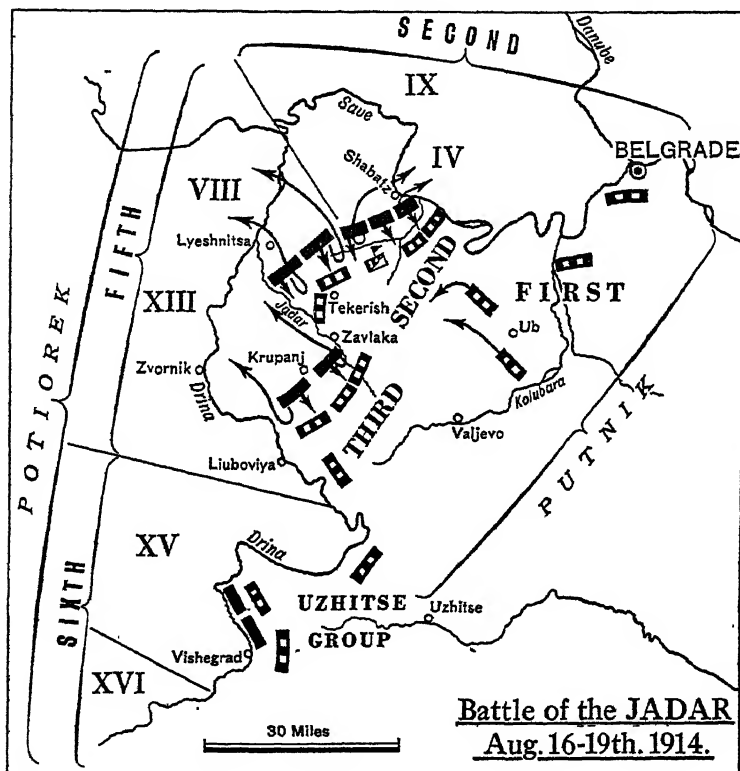 SECOND
Danube
IX
Save
BELGRADE
Shabatz
IV
VIII
Lyeshnitsa
FIFTH
SECOND
FIRST
XIII
Tekerish
Jadar
Zavlaka
Ub
Zvornik
Krupanj
Drina
Kolubara
POTIOREK
THIRD
Valjevo
PUTNIK
Liuboviya
XV
Drina
SIXTH
UZHITSE
Uzhitse
GROUP
Vishegrad
XVI
30 Miles
Battle of the JADAR
Aug. 16-19th. 1914.